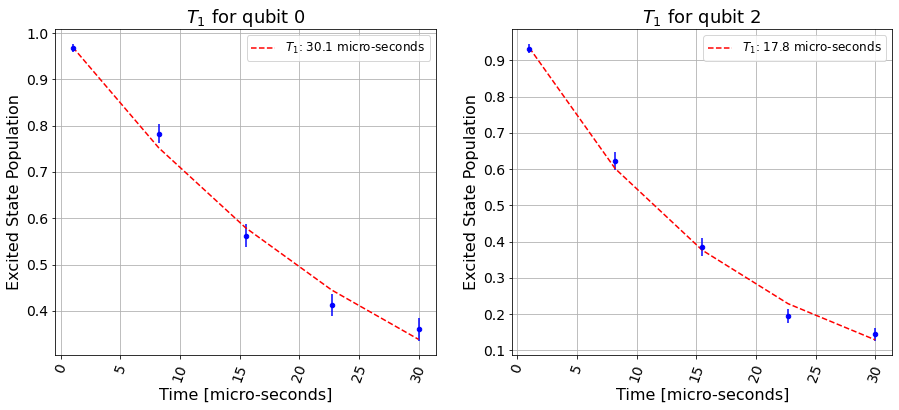 T₁ for qubit 0
Excited State Population
1.0
0.9
0.8
0.7
0.6
0.5
0.4
T₁: 30.1 micro-seconds
0 5 10 15 20 25 30
Time [micro-seconds]
T₁ for qubit 2
Excited State Population
0.9
0.8
0.7
0.6
0.5
0.4
0.3
0.2
0.1
T₁: 17.8 micro-seconds
0 5 10 15 20 25 30
Time [micro-seconds]